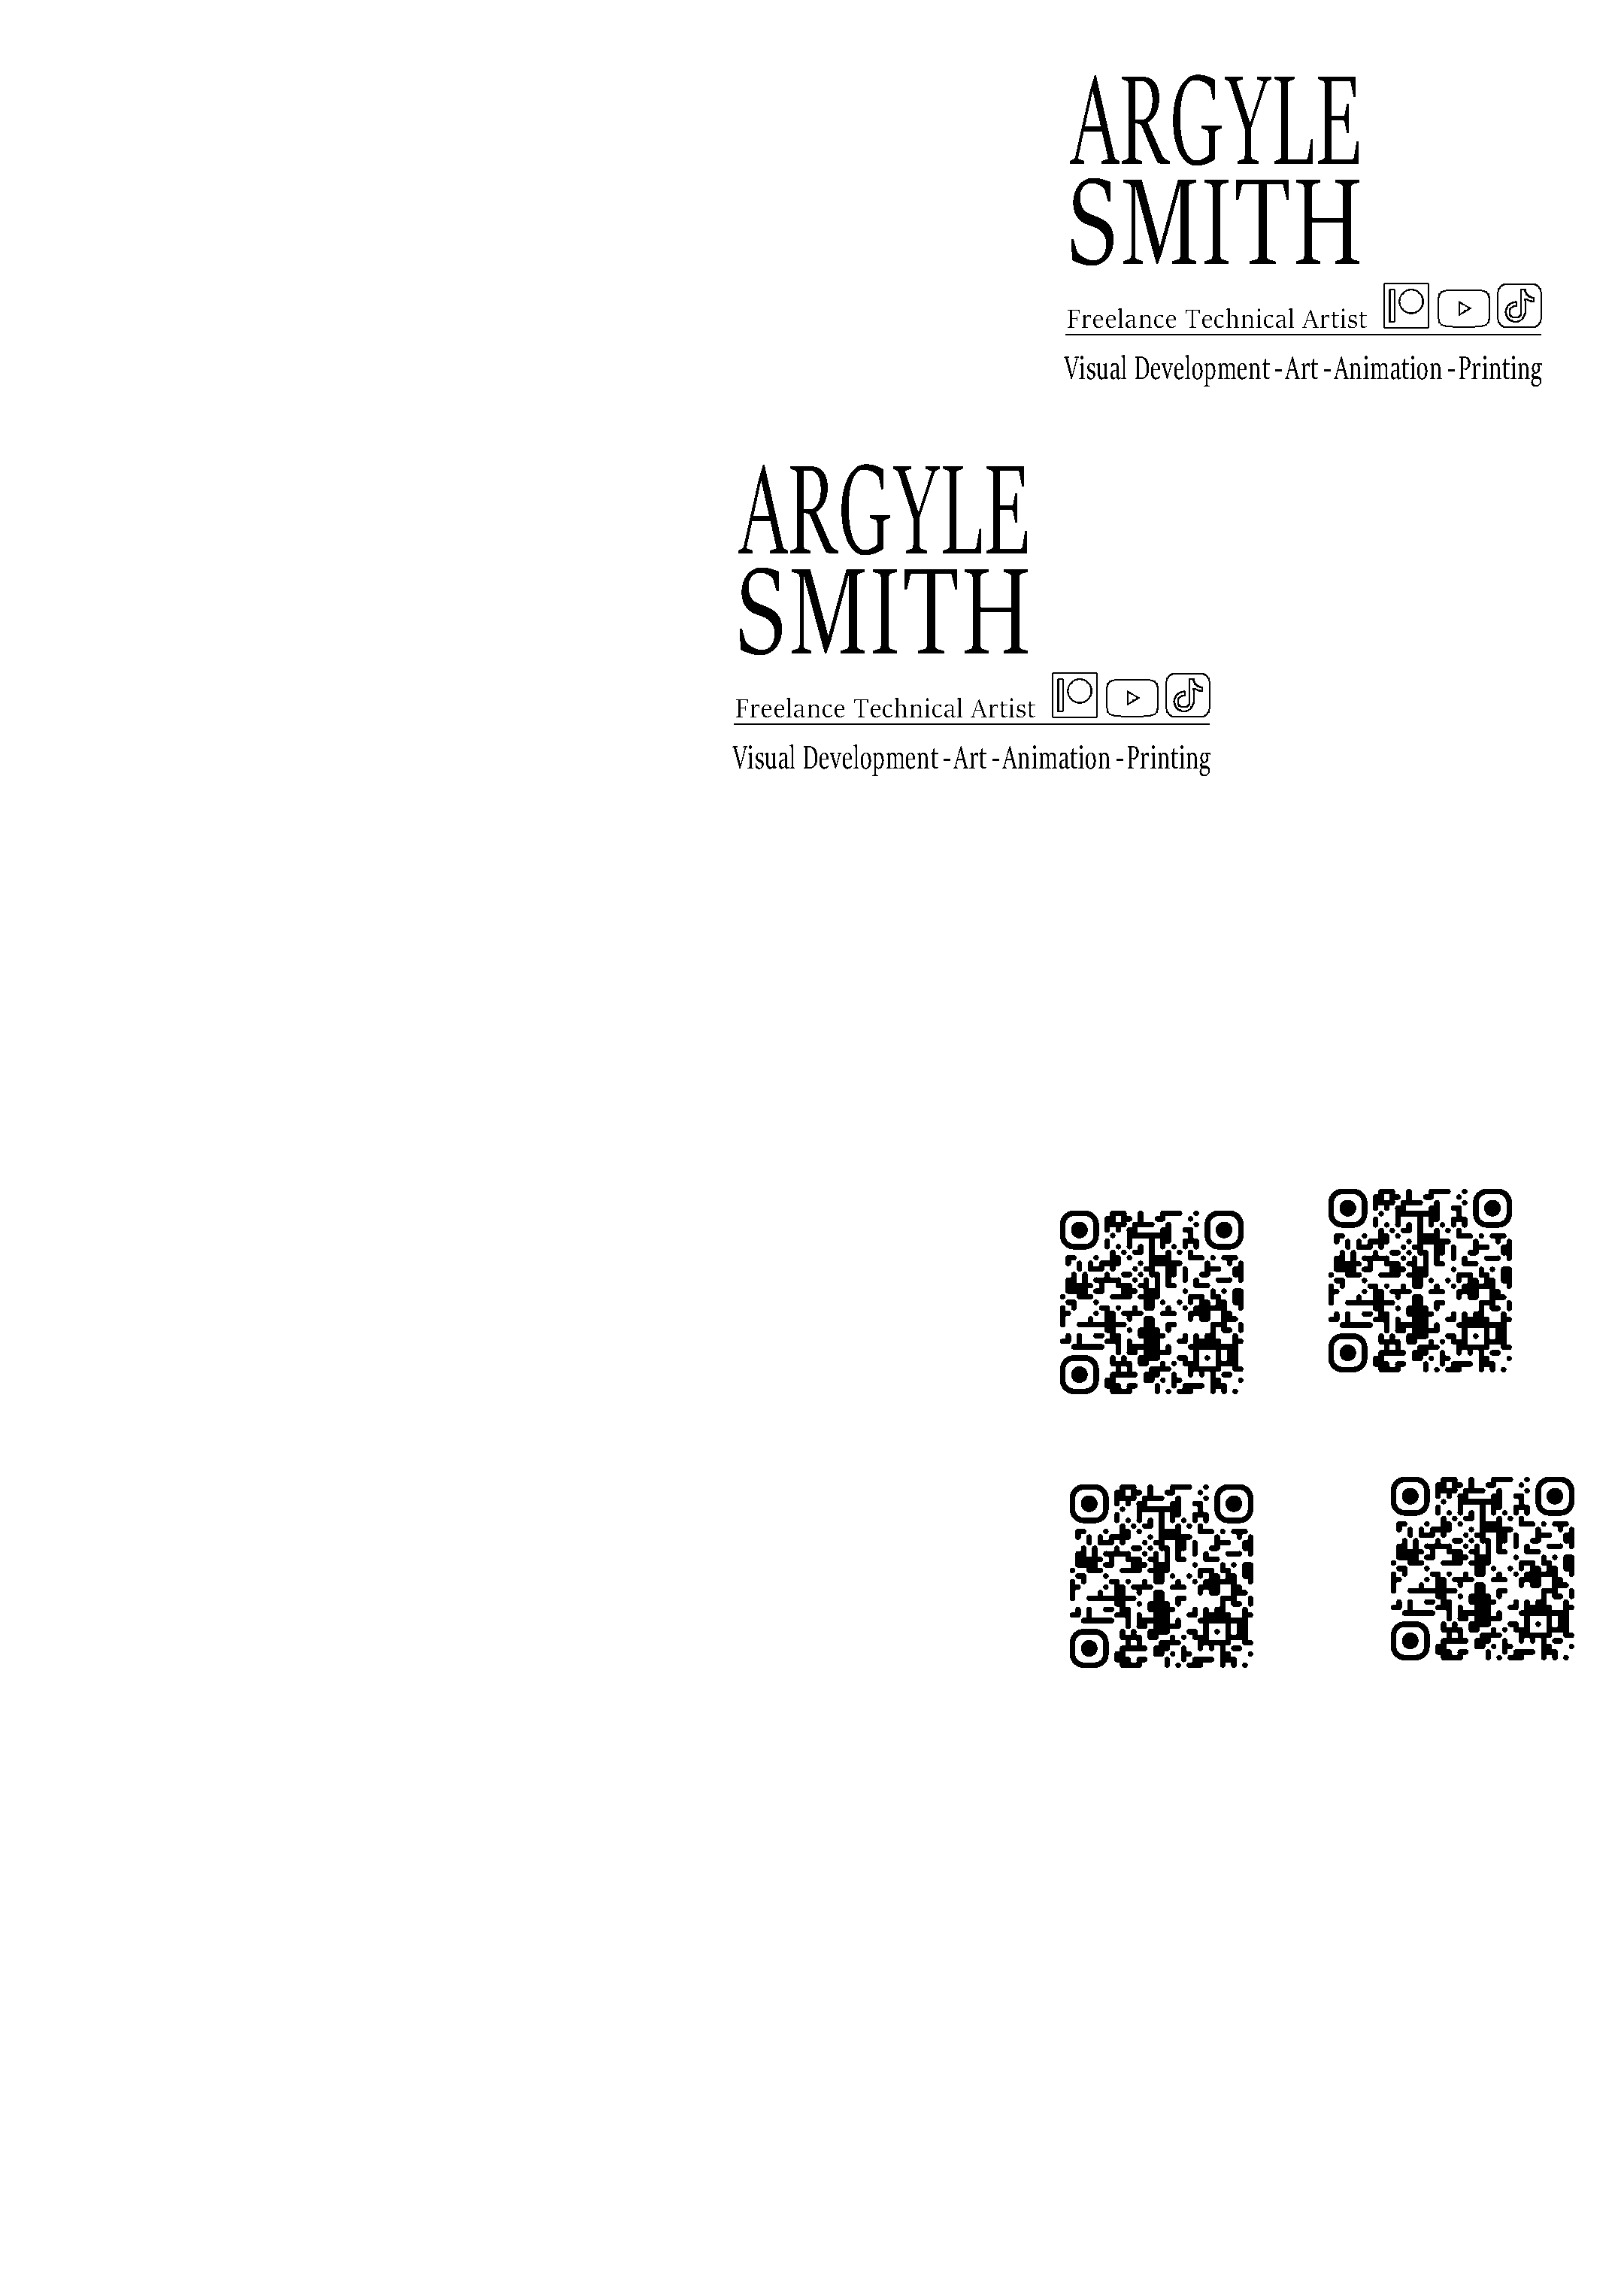 ARGYLE
SMITH
Freelance Technical Artist
Visual Development - Art - Animation - Printing
ARGYLE
SMITH
Freelance Technical Artist
Visual Development - Art - Animation - Printing